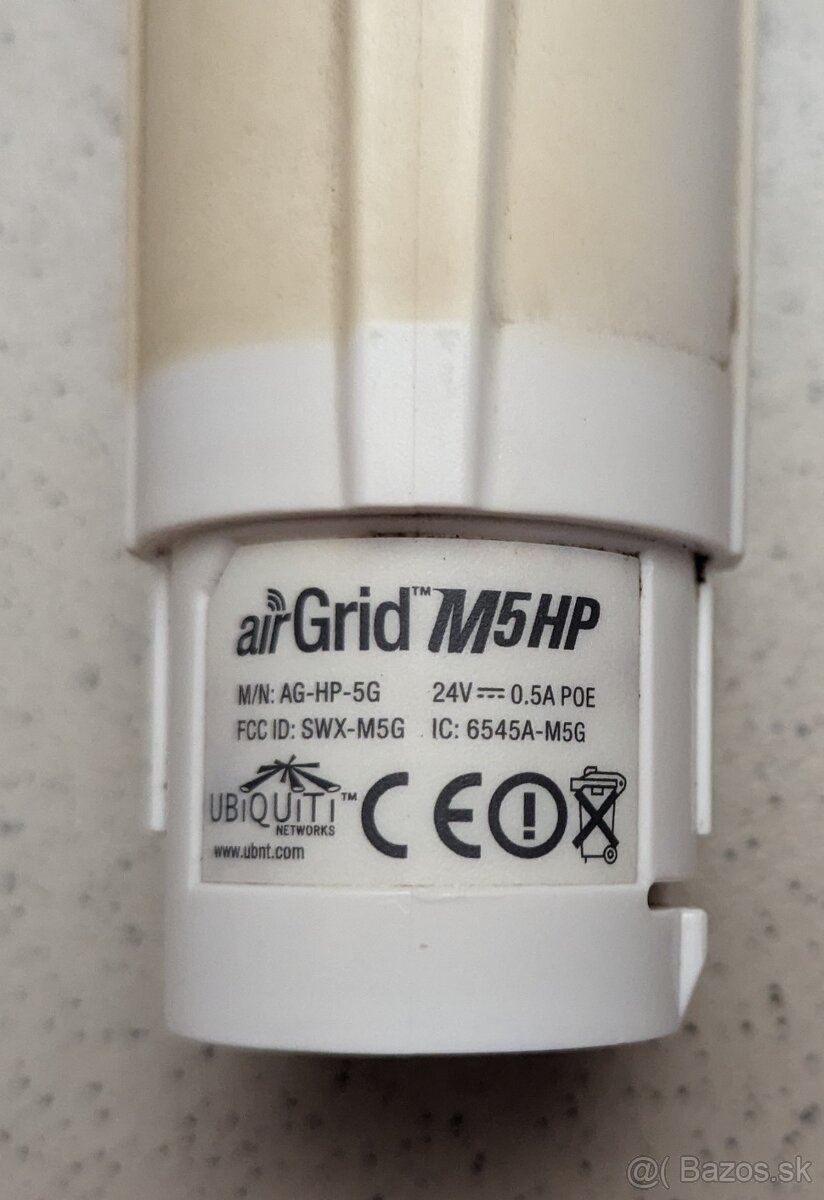 airGrid™ M5HP
M/N: AG-HP-5G 24V⎓0.5A POE
FCC ID: SWX-M5G IC: 6545A-M5G
UBiQUiTi™
NETWORKS
www.ubnt.com
CE
@( Bazos.sk